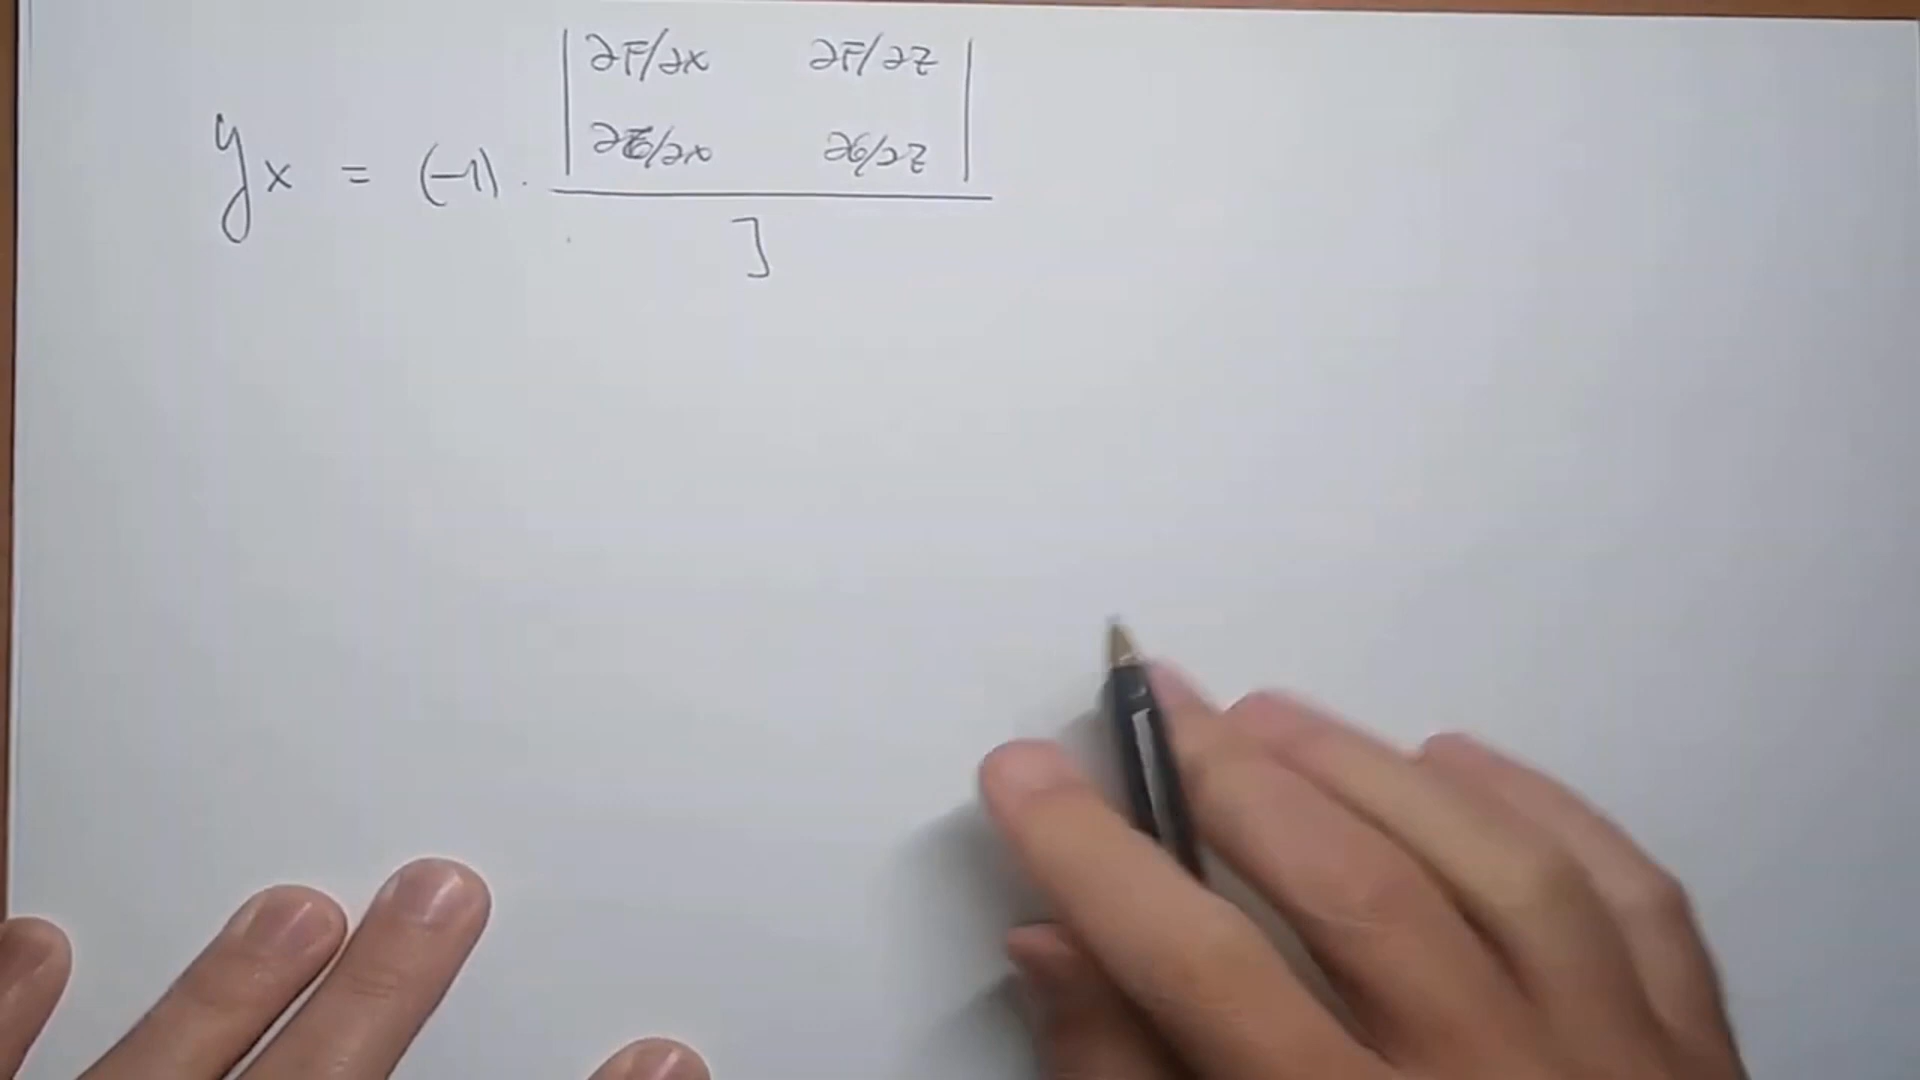 ∂F/∂x ∂F/∂z
y_x = (-1) · ∂G/∂x ∂G/∂z
J